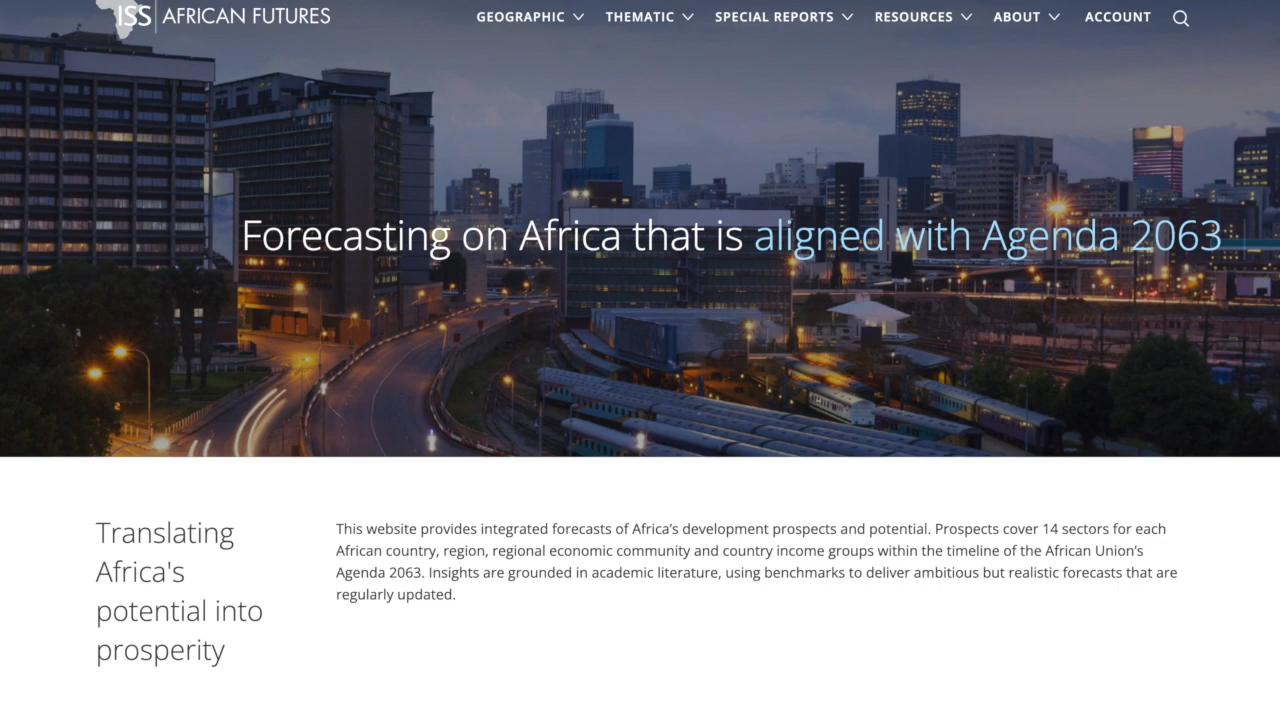 ISS AFRICAN FUTURES
GEOGRAPHIC THEMATIC SPECIAL REPORTS RESOURCES ABOUT ACCOUNT
Forecasting on Africa that is aligned with Agenda 2063
Translating
Africa's
potential into
prosperity
This website provides integrated forecasts of Africa’s development prospects and potential. Prospects cover 14 sectors for each
African country, region, regional economic community and country income groups within the timeline of the African Union’s
Agenda 2063. Insights are grounded in academic literature, using benchmarks to deliver ambitious but realistic forecasts that are
regularly updated.